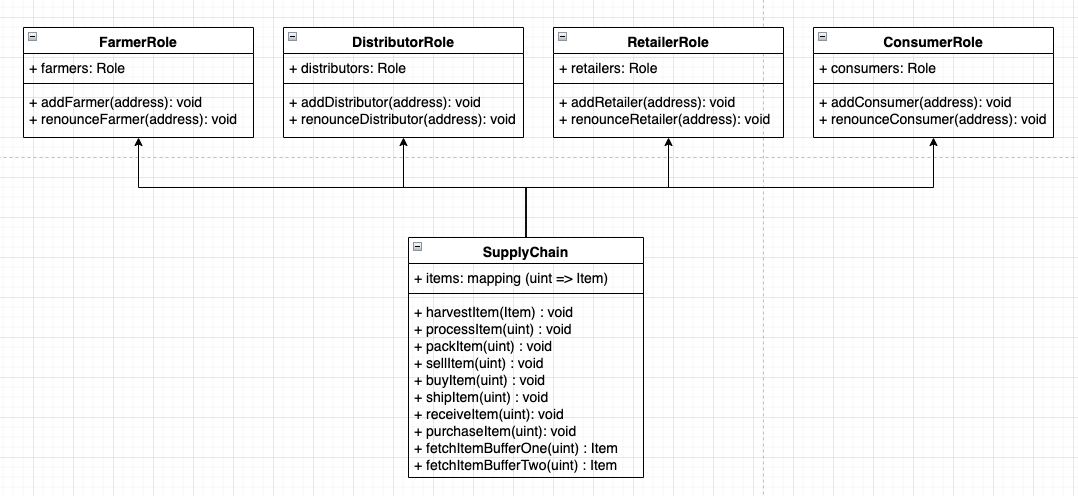 FarmerRole
+ farmers: Role
+ addFarmer(address): void
+ renounceFarmer(address): void
DistributorRole
+ distributors: Role
+ addDistributor(address): void
+ renounceDistributor(address): void
RetailerRole
+ retailers: Role
+ addRetailer(address): void
+ renounceRetailer(address): void
ConsumerRole
+ consumers: Role
+ addConsumer(address): void
+ renounceConsumer(address): void
SupplyChain
+ items: mapping (uint => Item)
+ harvestItem(Item) : void
+ processItem(uint) : void
+ packItem(uint) : void
+ sellItem(uint) : void
+ buyItem(uint) : void
+ shipItem(uint) : void
+ receiveItem(uint): void
+ purchaseItem(uint): void
+ fetchItemBufferOne(uint) : Item
+ fetchItemBufferTwo(uint) : Item